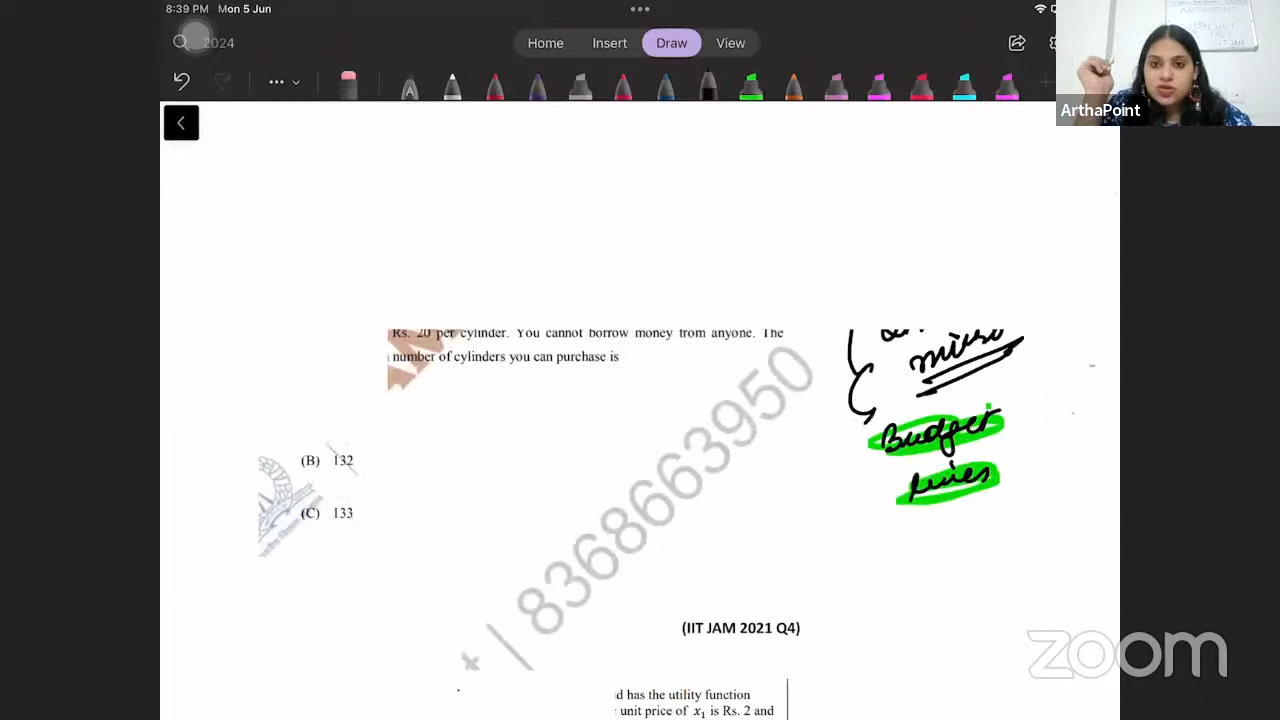 8:39 PM Mon 5 Jun
2024
Home Insert Draw View
A
ArthaPoint
Rs. 20 per cylinder. You cannot borrow money from anyone. The
number of cylinders you can purchase is
(B) 132
(C) 133
Budget
lines
+ | 8368663950
(IIT JAM 2021 Q4)
d has the utility function
unit price of x₁ is Rs. 2 and
zoom